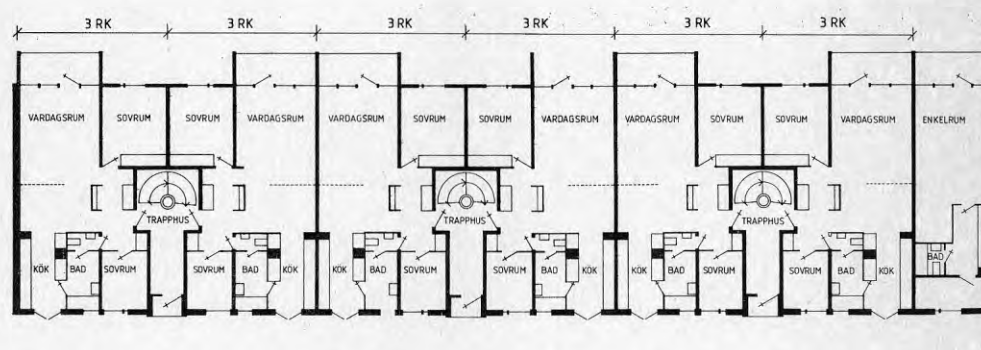 3 RK 3 RK 3 RK 3 RK 3 RK 3 RK
VARDAGSRUM SOVRUM SOVRUM VARDAGSRUM VARDAGSRUM SOVRUM SOVRUM VARDAGSRUM VARDAGSRUM SOVRUM SOVRUM VARDAGSRUM ENKELRUM
TRAPPHUS TRAPPHUS TRAPPHUS
KÖK BAD SOVRUM SOVRUM BAD KÖK KÖK BAD SOVRUM SOVRUM BAD KÖK KÖK BAD SOVRUM SOVRUM BAD KÖK BAD